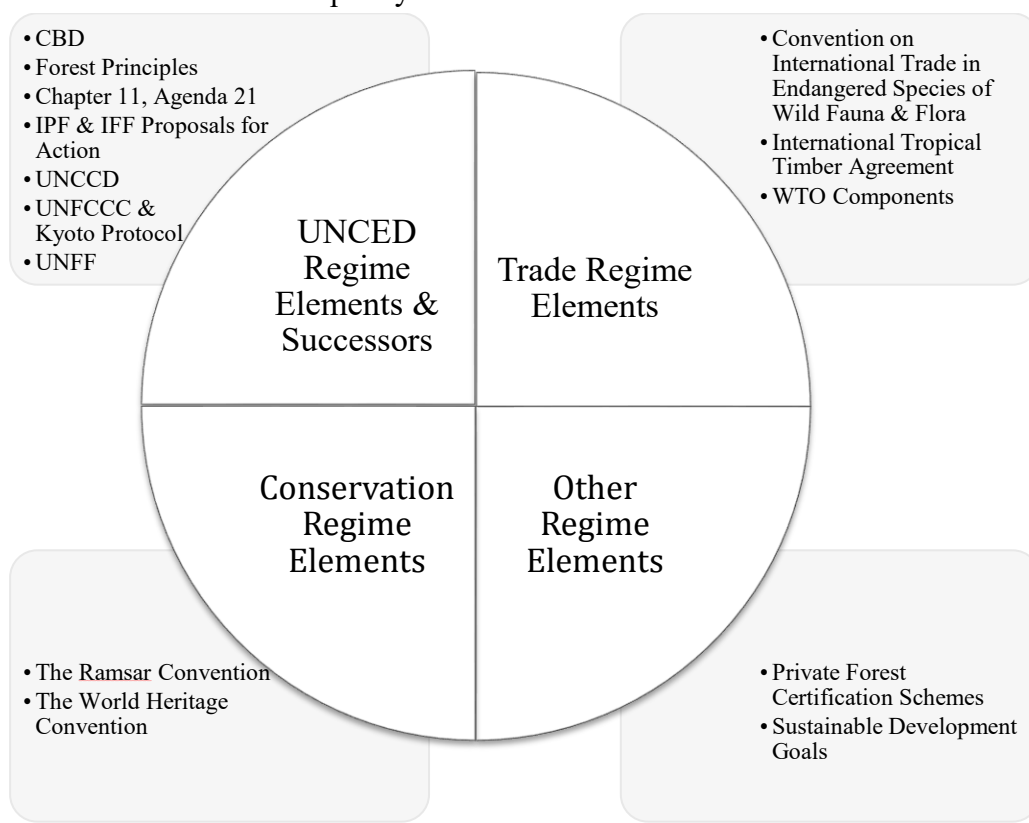 • CBD
• Forest Principles
• Chapter 11, Agenda 21
• IPF & IFF Proposals for
Action
• UNCCD
• UNFCCC &
Kyoto Protocol
• UNFF
• Convention on
International Trade in
Endangered Species of
Wild Fauna & Flora
• International Tropical
Timber Agreement
• WTO Components
UNCED
Regime
Elements &
Successors
Trade Regime
Elements
Conservation
Regime
Elements
Other
Regime
Elements
• The Ramsar Convention
• The World Heritage
Convention
• Private Forest
Certification Schemes
• Sustainable Development
Goals